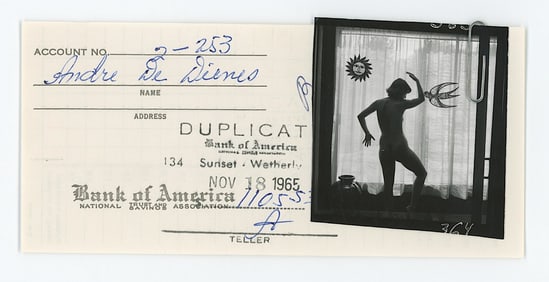 ACCOUNT NO. 2-253
Andre De Dienes
NAME
ADDRESS
DUPLICAT
Bank of America
134 Sunset - Wetherly
NOV 18 1965
Bank of America 11055
NATIONAL TRUST AND SAVINGS ASSOCIATION
TELLER
364